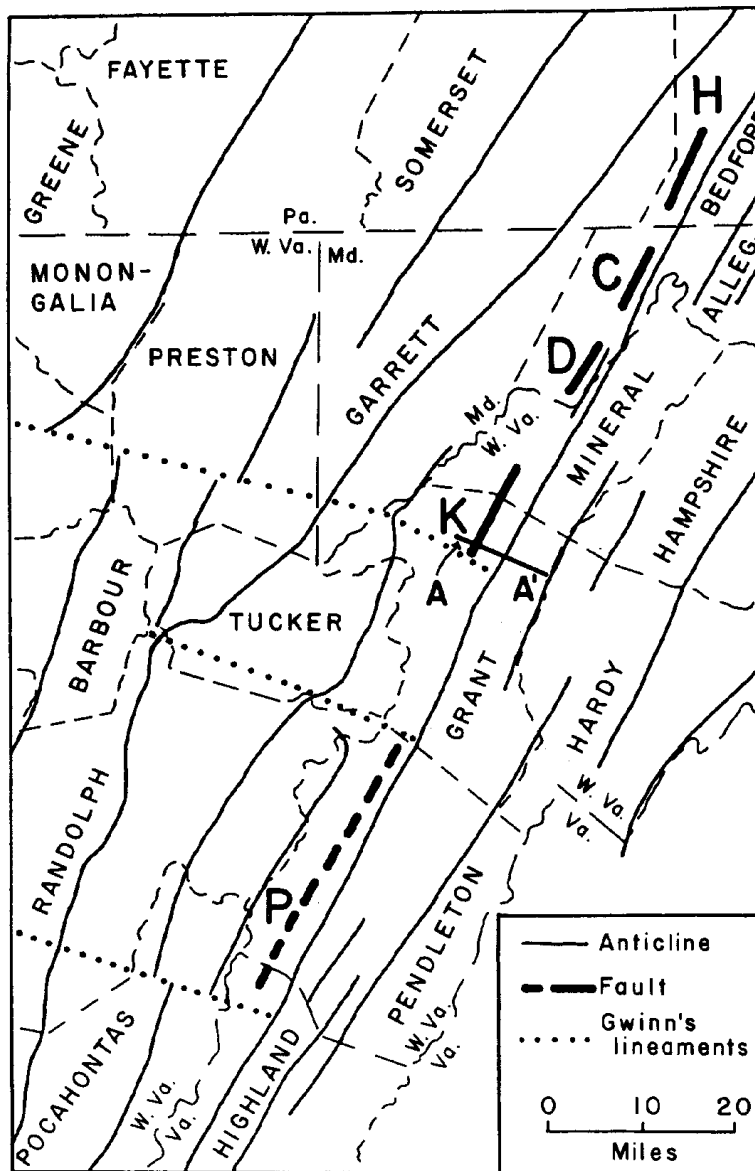 FAYETTE
SOMERSET
H
GREENE
BEDFORD
Pa.
W. Va.
Md.
MONON-
GALIA
C
ALLEG.
PRESTON
GARRETT
D
Md.
W. Va.
MINERAL
HAMPSHIRE
K
A
A'
BARBOUR
TUCKER
GRANT
HARDY
W. Va.
Va.
RANDOLPH
P
PENDLETON
POCAHONTAS
W. Va.
Va.
HIGHLAND
W. Va.
Va.
Anticline
Fault
Gwinn's
lineaments
0 10 20
Miles